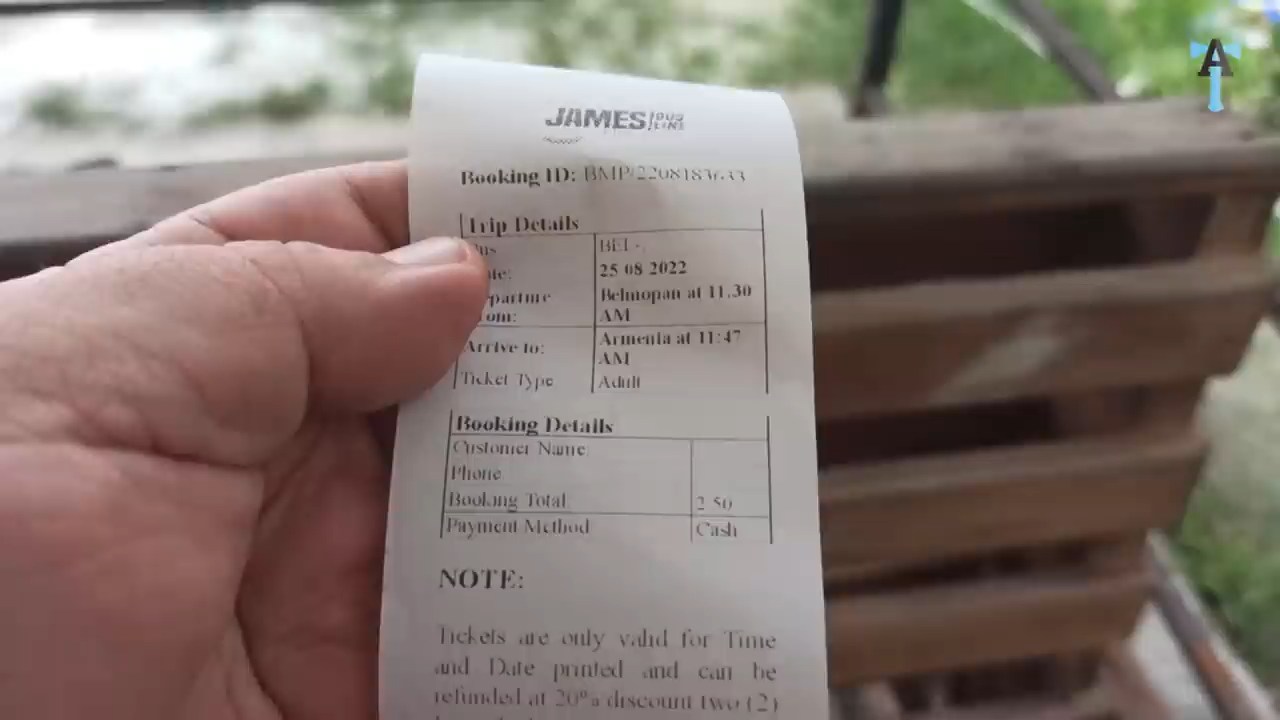 JAMES BUS LINE
Booking ID:
Trip Details
25 08 2022
Belmopan at 11.30
AM
Arrive to:
Armenia at 11:47
AM
Ticket Type
Adult
Booking Details
Customer Name
Phone
Booking Total
2.50
Payment Method
Cash
NOTE:
Tickets are only valid for Time
and Date printed and can be
refunded at 20% discount two (2)
A